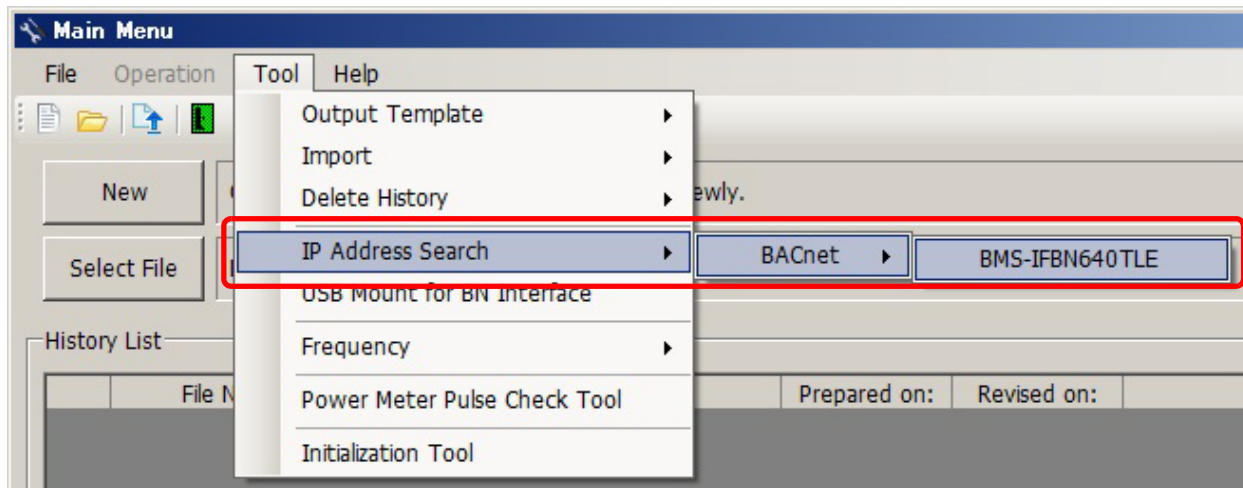 Main Menu
File Operation Tool Help
Output Template
Import
New ewly.
Delete History
IP Address Search BACnet BMS-IFBN640TLE
Select File
USB Mount for BN Interface
History List
Frequency
File N Prepared on: Revised on:
Power Meter Pulse Check Tool
Initialization Tool